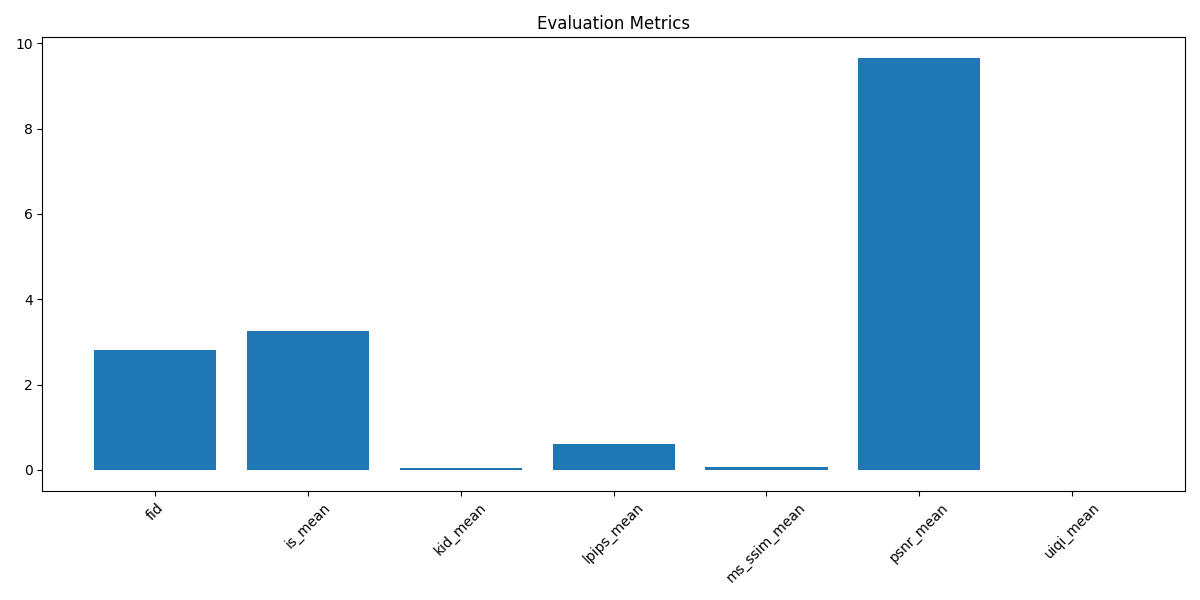 Evaluation Metrics
10
8
6
4
2
0
fid
is_mean
kid_mean
lpips_mean
ms_ssim_mean
psnr_mean
uiqi_mean